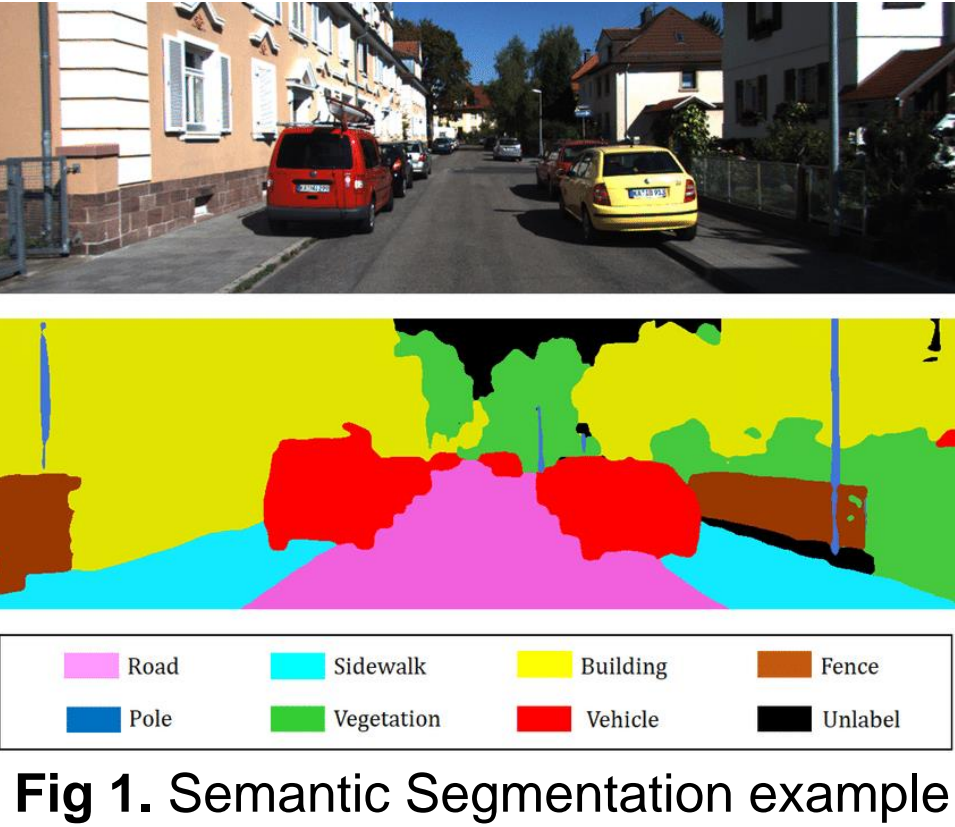 Road Sidewalk Building Fence
Pole Vegetation Vehicle Unlabel
Fig 1. Semantic Segmentation example